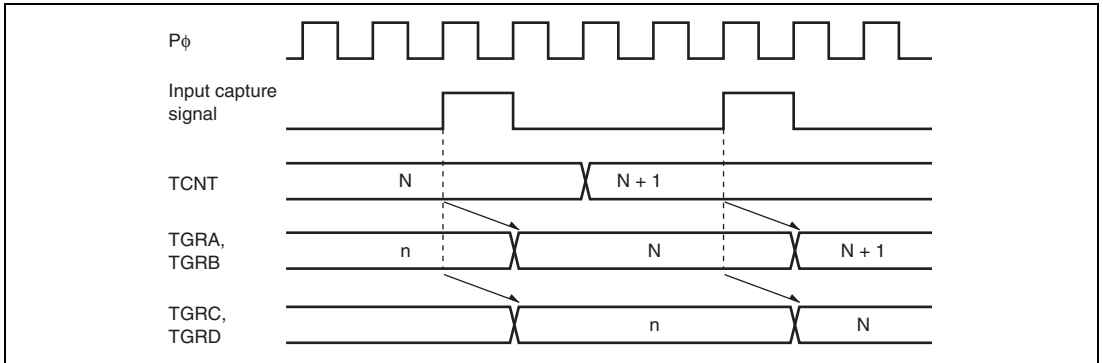 Pϕ
Input capture
signal
TCNT
N
N + 1
TGRA,
TGRB
n
N
N + 1
TGRC,
TGRD
n
N